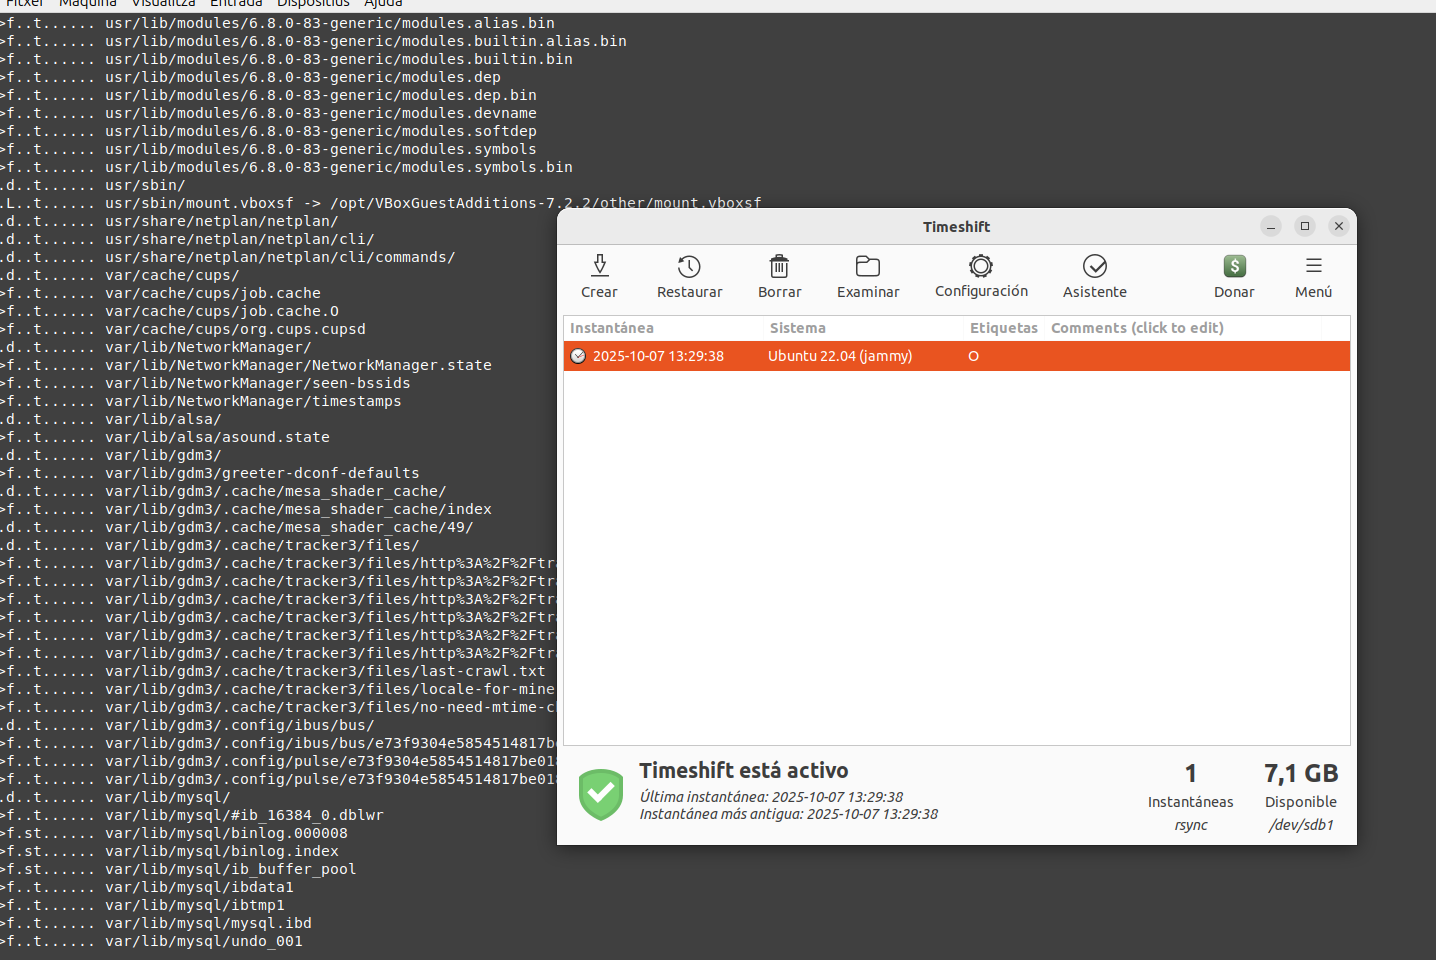 Fitxer Màquina Visualitza Entrada Dispositius Ajuda
>f..t...... usr/lib/modules/6.8.0-83-generic/modules.alias.bin
>f..t...... usr/lib/modules/6.8.0-83-generic/modules.builtin.alias.bin
>f..t...... usr/lib/modules/6.8.0-83-generic/modules.builtin.bin
>f..t...... usr/lib/modules/6.8.0-83-generic/modules.dep
>f..t...... usr/lib/modules/6.8.0-83-generic/modules.dep.bin
>f..t...... usr/lib/modules/6.8.0-83-generic/modules.devname
>f..t...... usr/lib/modules/6.8.0-83-generic/modules.softdep
>f..t...... usr/lib/modules/6.8.0-83-generic/modules.symbols
>f..t...... usr/lib/modules/6.8.0-83-generic/modules.symbols.bin
.d..t...... usr/sbin/
.L..t...... usr/sbin/mount.vboxsf -> /opt/VBoxGuestAdditions-7.2.2/other/mount.vboxsf
.d..t...... usr/share/netplan/netplan/
.d..t...... usr/share/netplan/netplan/cli/
.d..t...... usr/share/netplan/netplan/cli/commands/
.d..t...... var/cache/cups/
>f..t...... var/cache/cups/job.cache
>f..t...... var/cache/cups/job.cache.O
>f..t...... var/cache/cups/org.cups.cupsd
.d..t...... var/lib/NetworkManager/
>f..t...... var/lib/NetworkManager/NetworkManager.state
>f..t...... var/lib/NetworkManager/seen-bssids
>f..t...... var/lib/NetworkManager/timestamps
.d..t...... var/lib/alsa/
>f..t...... var/lib/alsa/asound.state
.d..t...... var/lib/gdm3/
>f..t...... var/lib/gdm3/greeter-dconf-defaults
.d..t...... var/lib/gdm3/.cache/mesa_shader_cache/
>f..t...... var/lib/gdm3/.cache/mesa_shader_cache/index
.d..t...... var/lib/gdm3/.cache/mesa_shader_cache/49/
.d..t...... var/lib/gdm3/.cache/tracker3/files/
>f..t...... var/lib/gdm3/.cache/tracker3/files/http%3A%2F%2Ftr
>f..t...... var/lib/gdm3/.cache/tracker3/files/http%3A%2F%2Ftr
>f..t...... var/lib/gdm3/.cache/tracker3/files/http%3A%2F%2Ftr
>f..t...... var/lib/gdm3/.cache/tracker3/files/http%3A%2F%2Ftr
>f..t...... var/lib/gdm3/.cache/tracker3/files/http%3A%2F%2Ftr
>f..t...... var/lib/gdm3/.cache/tracker3/files/http%3A%2F%2Ftr
>f..t...... var/lib/gdm3/.cache/tracker3/files/last-crawl.txt
>f..t...... var/lib/gdm3/.cache/tracker3/files/locale-for-mine
>f..t...... var/lib/gdm3/.cache/tracker3/files/no-need-mtime-c
.d..t...... var/lib/gdm3/.config/ibus/bus/
>f..t...... var/lib/gdm3/.config/ibus/bus/e73f9304e5854514817b
>f..t...... var/lib/gdm3/.config/pulse/e73f9304e5854514817be01
>f..t...... var/lib/gdm3/.config/pulse/e73f9304e5854514817be01
.d..t...... var/lib/mysql/
>f..t...... var/lib/mysql/#ib_16384_0.dblwr
>f.st...... var/lib/mysql/binlog.000008
>f.st...... var/lib/mysql/binlog.index
>f.st...... var/lib/mysql/ib_buffer_pool
>f..t...... var/lib/mysql/ibdata1
>f..t...... var/lib/mysql/ibtmp1
>f..t...... var/lib/mysql/mysql.ibd
>f..t...... var/lib/mysql/undo_001
Timeshift
Crear Restaurar Borrar Examinar Configuración Asistente Donar Menú
Instantánea Sistema Etiquetas Comments (click to edit)
2025-10-07 13:29:38 Ubuntu 22.04 (jammy) O
Timeshift está activo
Última instantánea: 2025-10-07 13:29:38
Instantánea más antigua: 2025-10-07 13:29:38
1
Instantáneas
rsync
7,1 GB
Disponible
/dev/sdb1